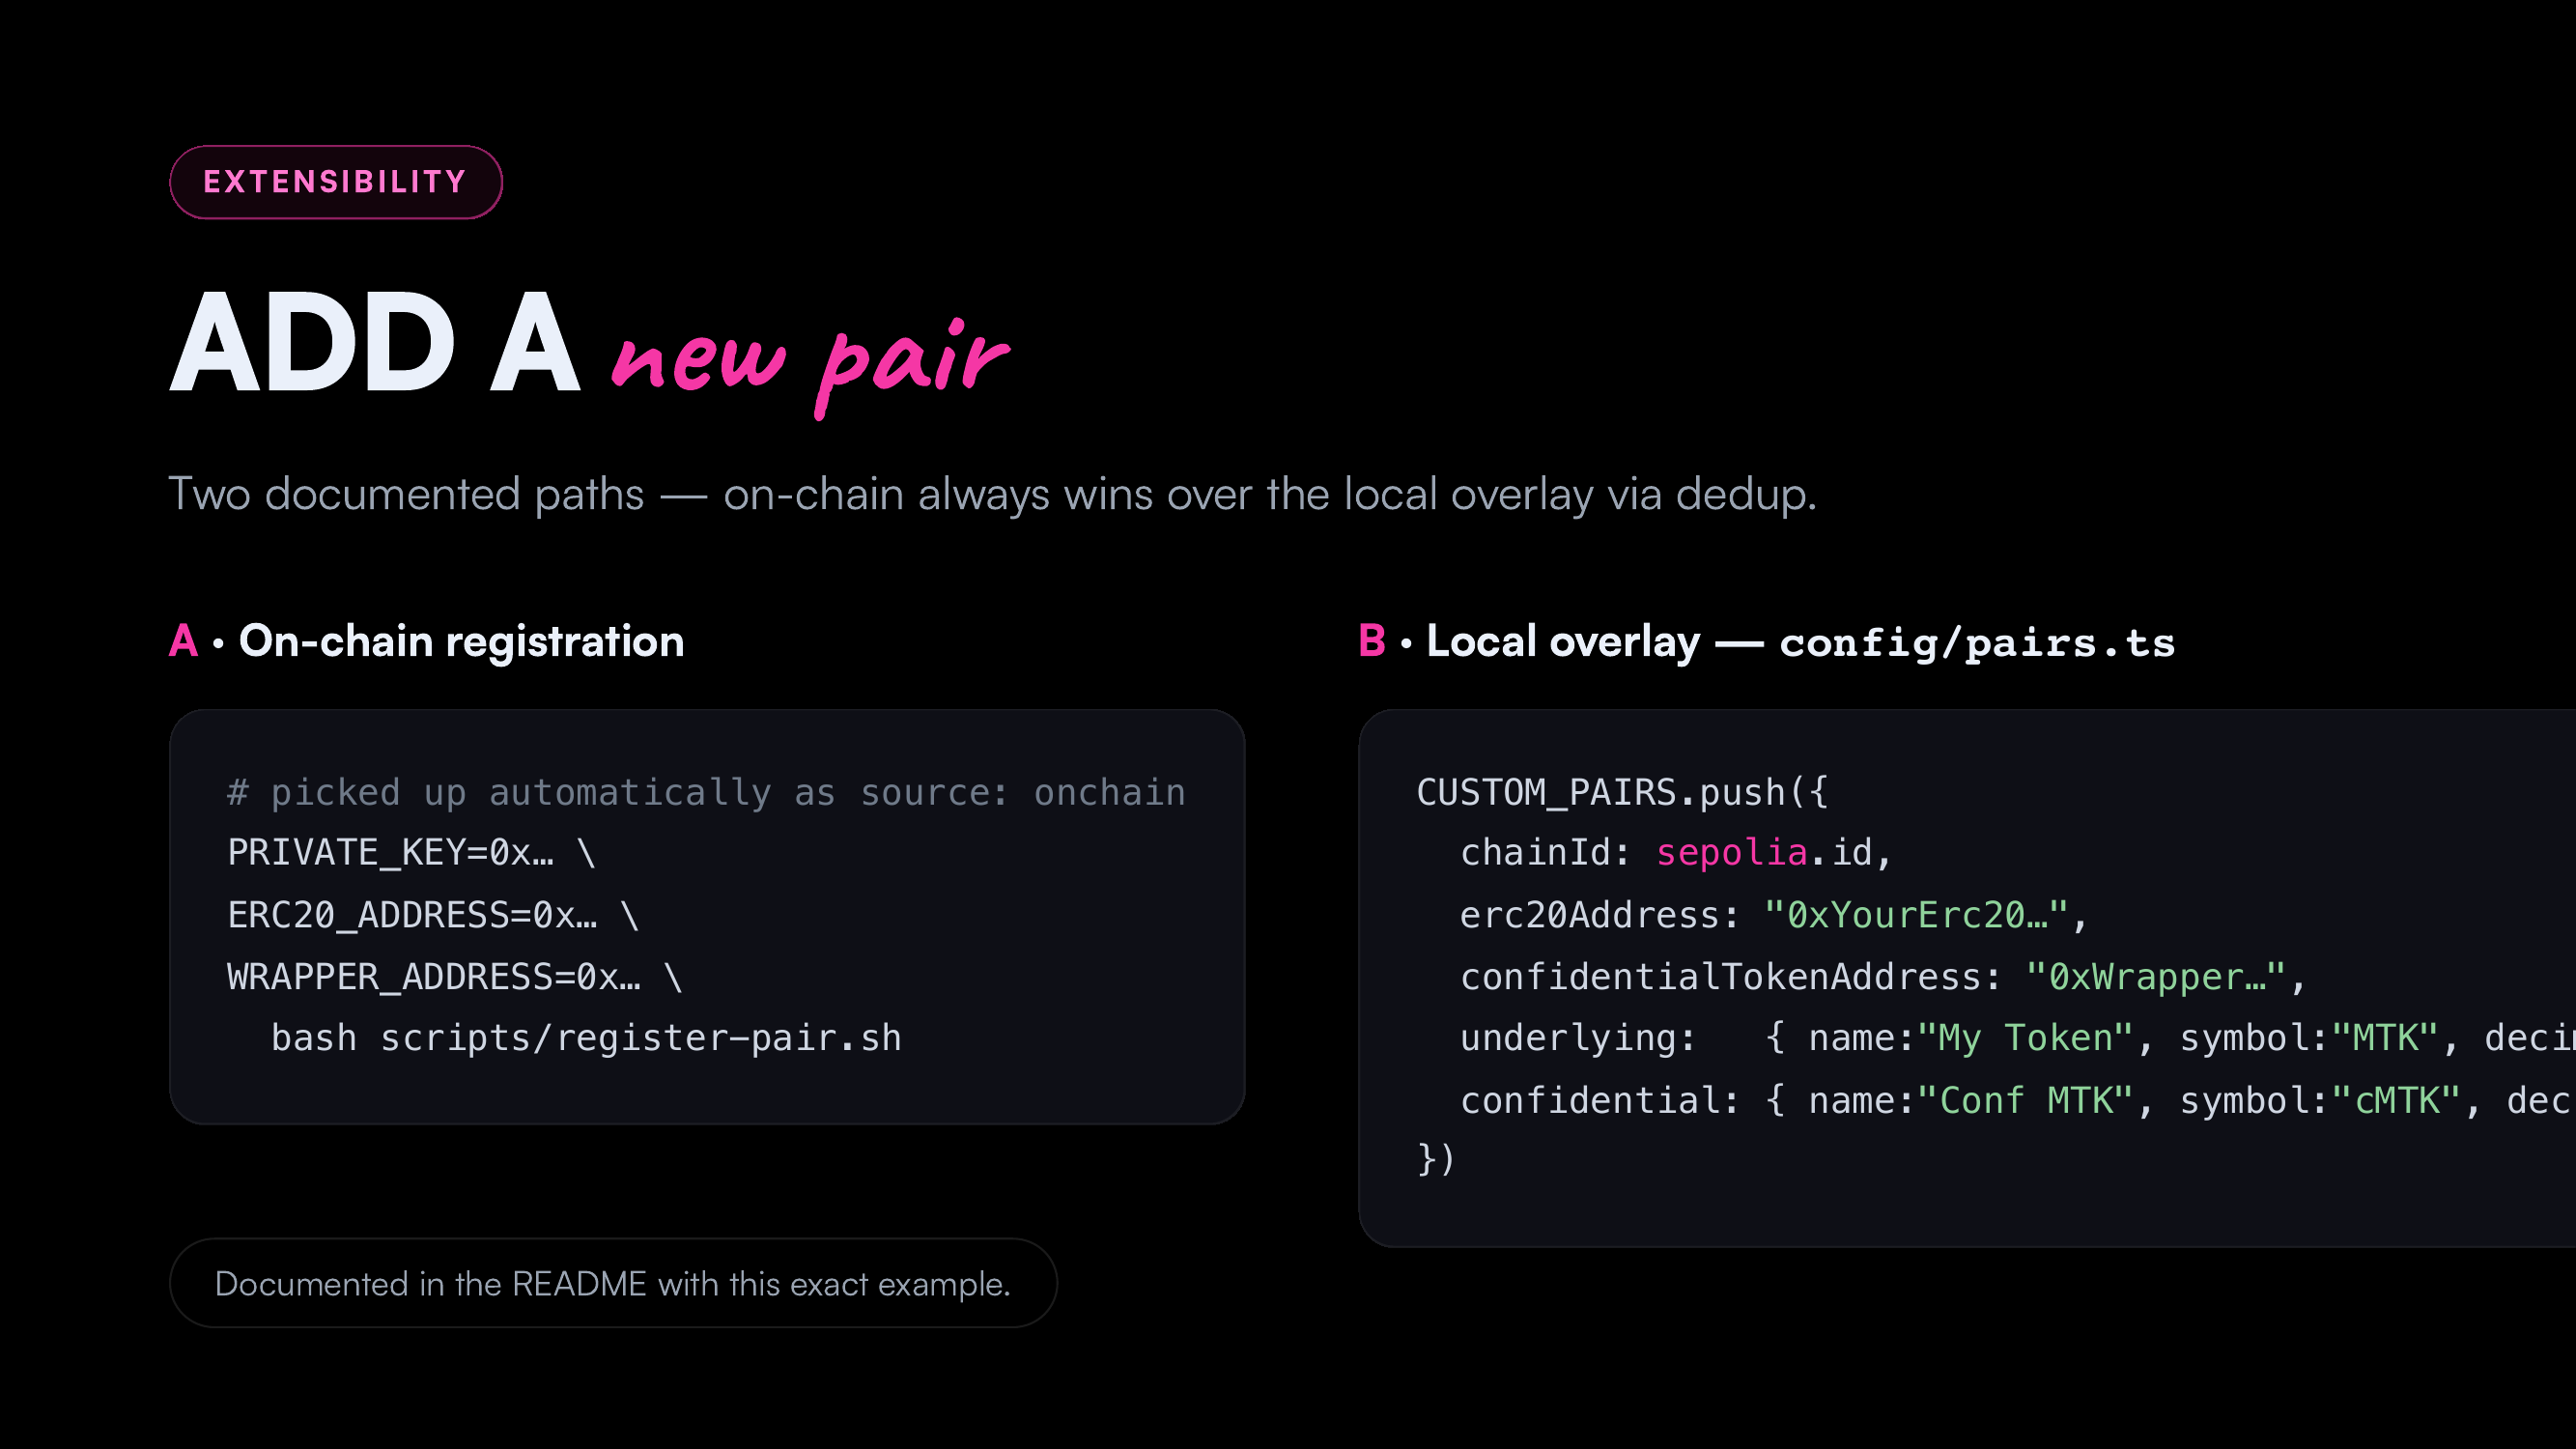 EXTENSIBILITY
ADD A new pair
Two documented paths — on-chain always wins over the local overlay via dedup.
A · On-chain registration
# picked up automatically as source: onchain
PRIVATE_KEY=0x… \
ERC20_ADDRESS=0x… \
WRAPPER_ADDRESS=0x… \
  bash scripts/register-pair.sh
Documented in the README with this exact example.
B · Local overlay — config/pairs.ts
CUSTOM_PAIRS.push({
  chainId: sepolia.id,
  erc20Address: "0xYourErc20…",
  confidentialTokenAddress: "0xWrapper…",
  underlying:   { name:"My Token", symbol:"MTK",
  confidential: { name:"Conf MTK", symbol:"cMTK", dec
})